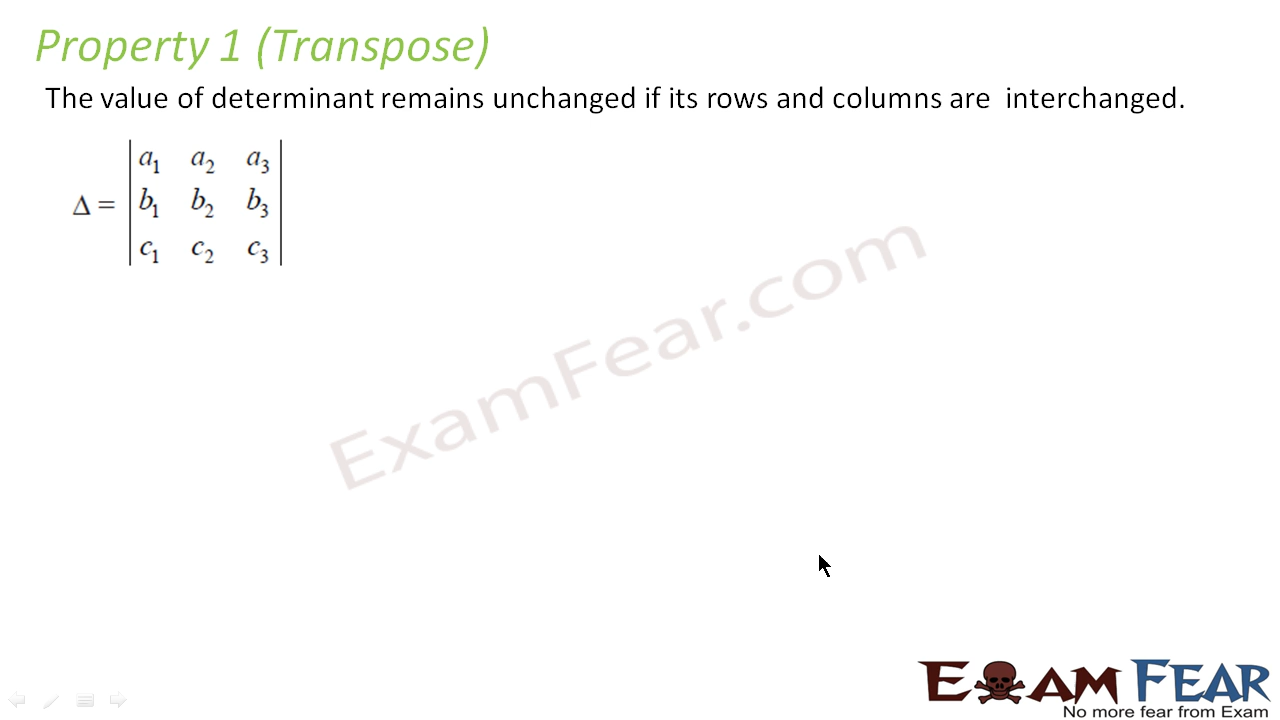 Property 1 (Transpose)
The value of determinant remains unchanged if its rows and columns are interchanged.
a₁ a₂ a₃
Δ = b₁ b₂ b₃
c₁ c₂ c₃
ExamFear.com
EXAM FEAR
No more fear from Exam